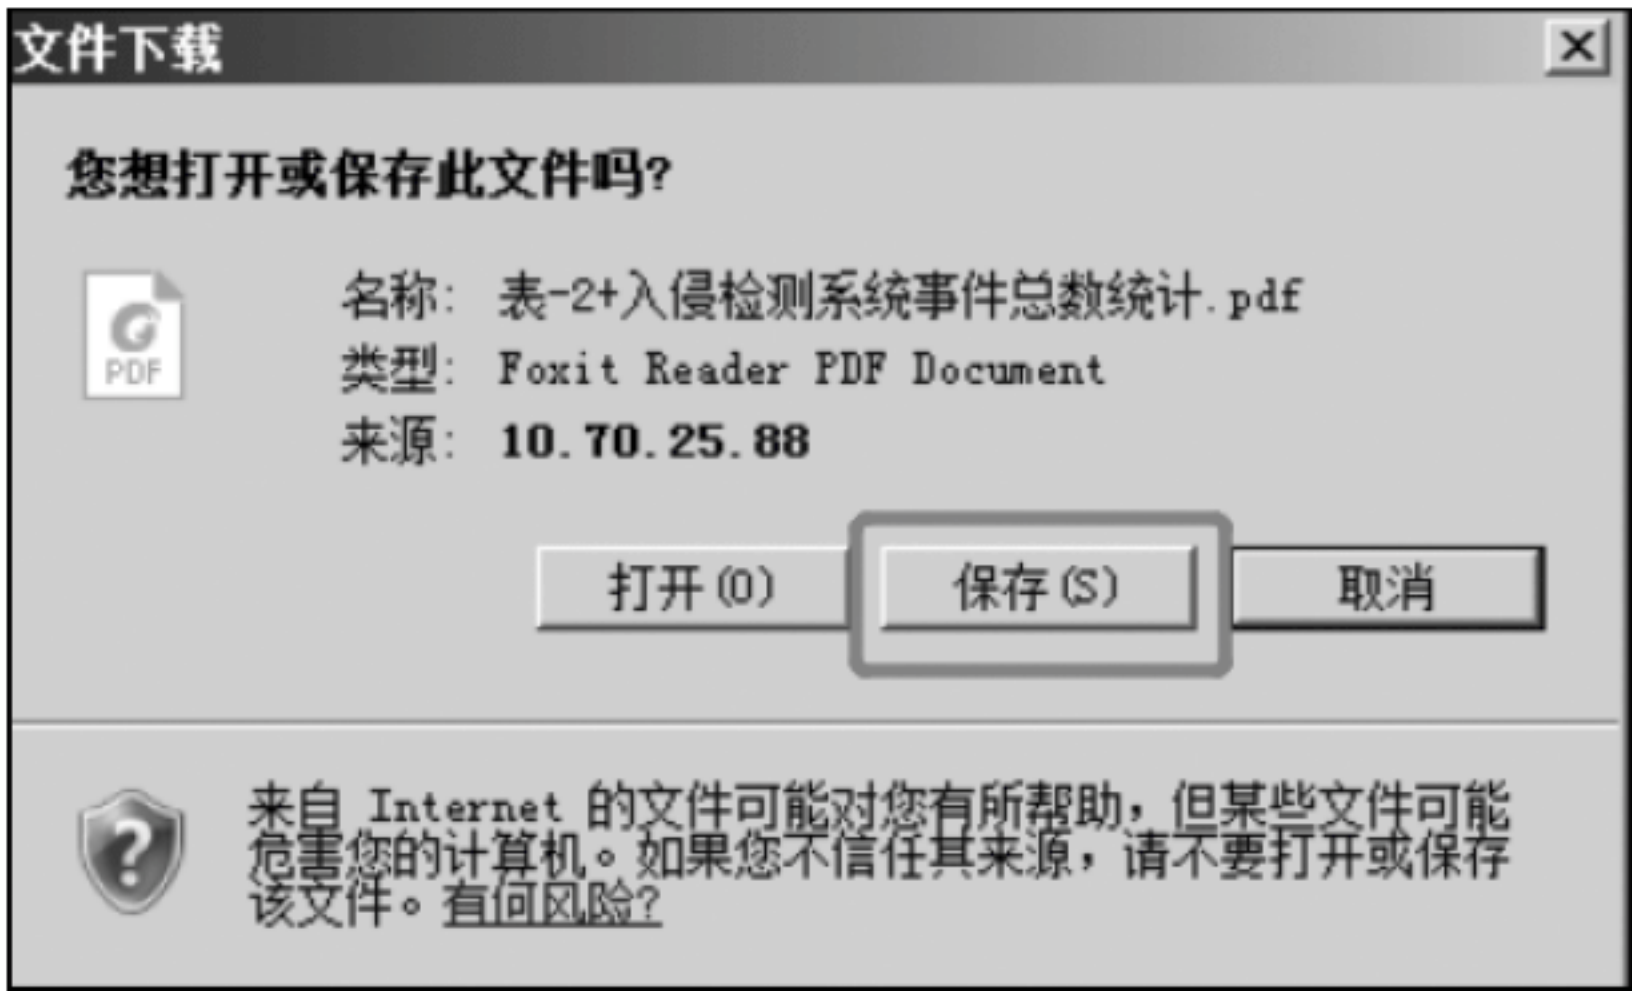 文件下载
您想打开或保存此文件吗?
PDF
名称: 表-2+入侵检测系统事件总数统计.pdf
类型: Foxit Reader PDF Document
来源: 10.70.25.88
打开(O) 保存(S) 取消
来自 Internet 的文件可能对您有所帮助，但某些文件可能
危害您的计算机。如果您不信任其来源，请不要打开或保存
该文件。有何风险?